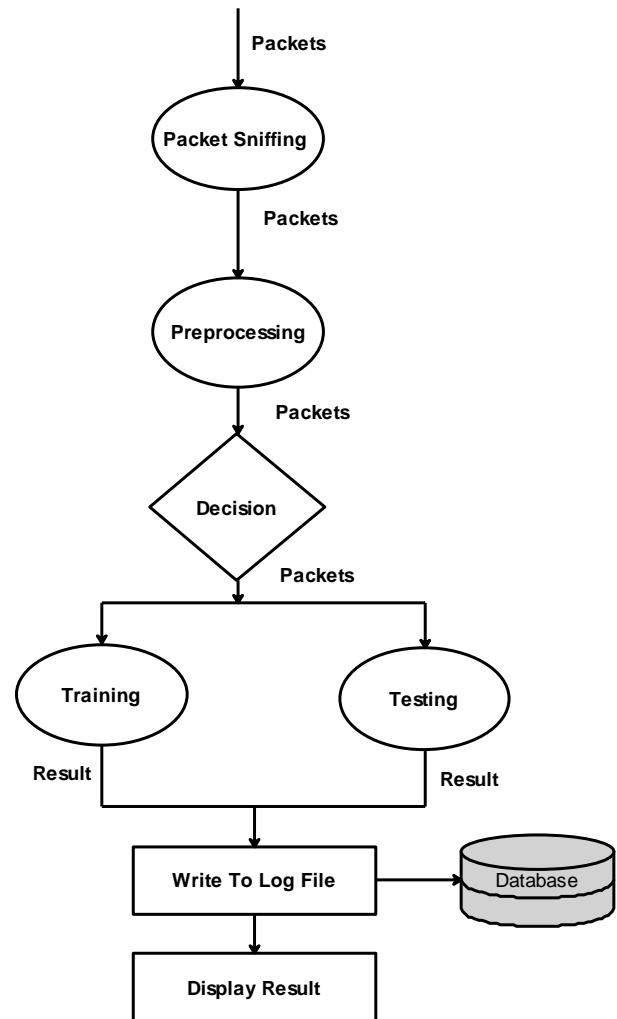 Packets
Packet Sniffing
Packets
Preprocessing
Packets
Decision
Packets
Training
Testing
Result
Result
Write To Log File
Database
Display Result